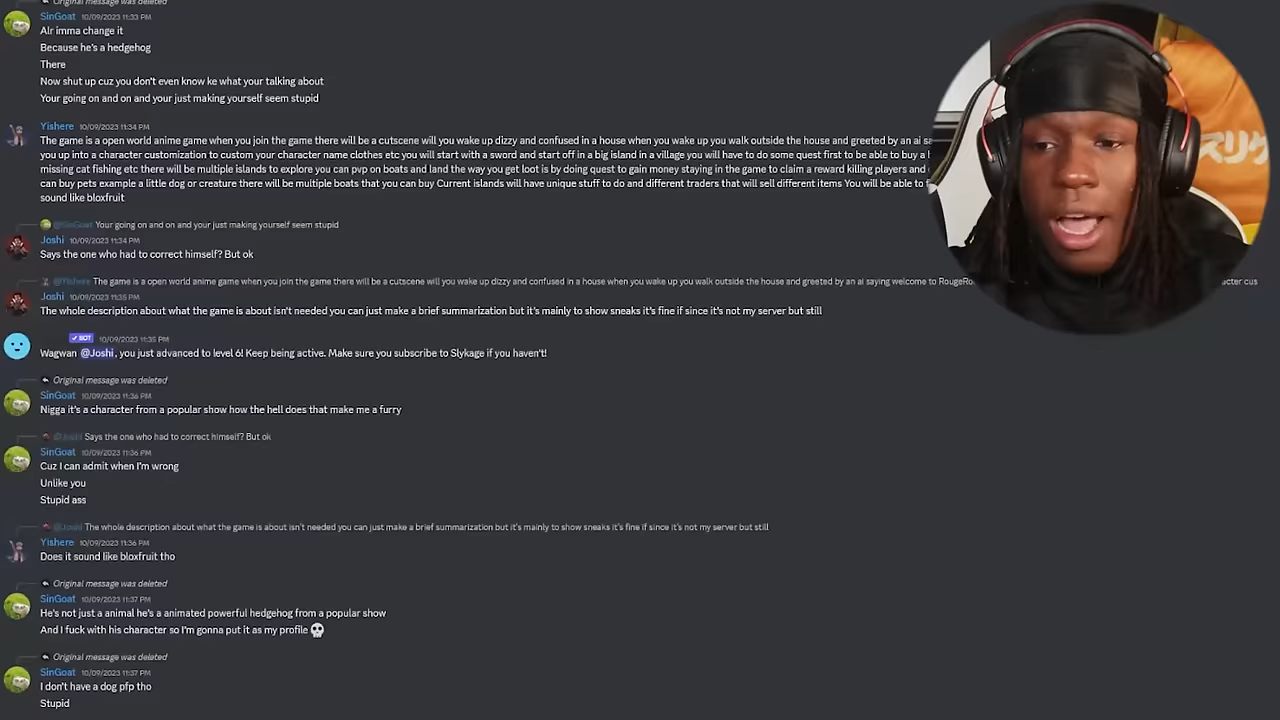 Original message was deleted
SinGoat 10/09/2023 11:33 PM
Alr imma change it
Because he's a hedgehog
There
Now shut up cuz you don't even know ke what your talking about
Your going on and on and your just making yourself seem stupid
Yishere 10/09/2023 11:34 PM
The game is a open world anime game when you join the game there will be a cutscene will you wake up dizzy and confused in a house when you wake up you walk outside the house and greeted by an ai
you up into a character customization to custom your character name clothes etc you will start with a sword and start off in a big island in a village you will have to do some quest first to be able to buy a
missing cat fishing etc there will be multiple islands to explore you can pvp on boats and land the way you get loot is by doing quest to gain money staying in the game to claim a reward killing players and
can buy pets example a little dog or creature there will be multiple boats that you can buy Current islands will have unique stuff to do and different traders that will sell different items You will be able to
sound like bloxfruit
@SinGoat Your going on and on and your just making yourself seem stupid
Joshi 10/09/2023 11:34 PM
Says the one who had to correct himself? But ok
@Yishere The game is a open world anime game when you join the game there will be a cutscene will you wake up dizzy and confused in a house when you wake up you walk outside the house and greeted by an ai saying welcome to RougeRo acter cus
Joshi 10/09/2023 11:35 PM
The whole description about what the game is about isn't needed you can just make a brief summarization but it's mainly to show sneaks it's fine if since it's not my server but still
BOT 10/09/2023 11:35 PM
Wagwan @Joshi, you just advanced to level 6! Keep being active. Make sure you subscribe to Slykage if you haven't!
Original message was deleted
SinGoat 10/09/2023 11:36 PM
Nigga it's a character from a popular show how the hell does that make me a furry
@Joshi Says the one who had to correct himself? But ok
SinGoat 10/09/2023 11:36 PM
Cuz I can admit when I'm wrong
Unlike you
Stupid ass
@Joshi The whole description about what the game is about isn't needed you can just make a brief summarization but it's mainly to show sneaks it's fine if since it's not my server but still
Yishere 10/09/2023 11:36 PM
Does it sound like bloxfruit tho
Original message was deleted
SinGoat 10/09/2023 11:37 PM
He's not just a animal he's a animated powerful hedgehog from a popular show
And I fuck with his character so I'm gonna put it as my profile 💀
Original message was deleted
SinGoat 10/09/2023 11:37 PM
I don't have a dog pfp tho
Stupid
スリ